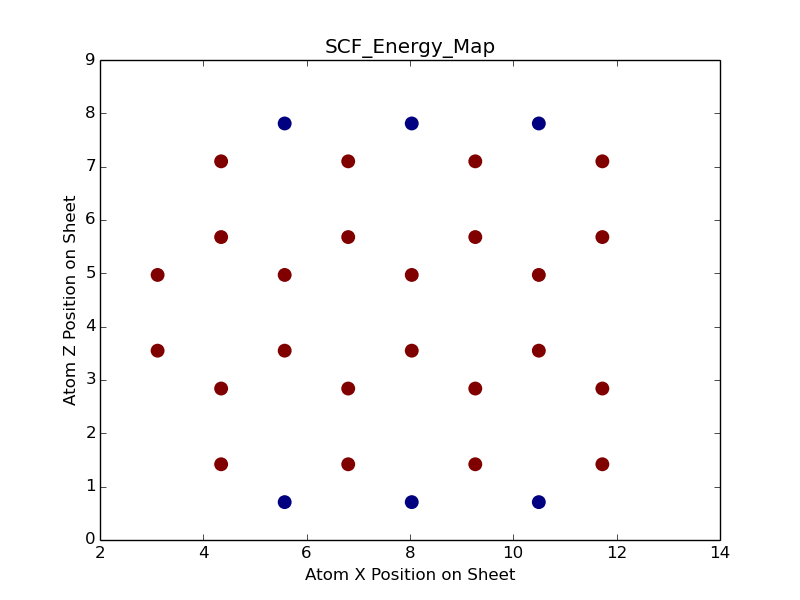 SCF_Energy_Map
9
8
7
6
5
4
3
2
1
0
Atom Z Position on Sheet
2 4 6 8 10 12 14
Atom X Position on Sheet